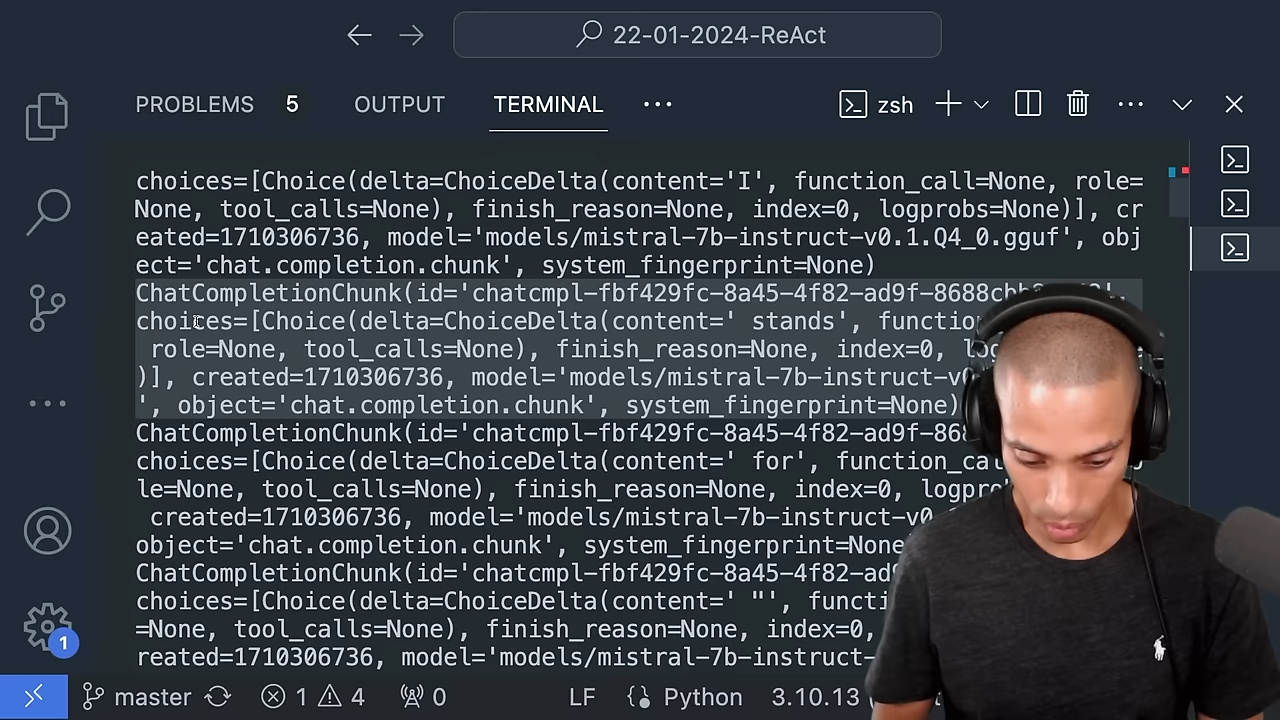 22-01-2024-ReAct
PROBLEMS 5 OUTPUT TERMINAL ... zsh
choices=[Choice(delta=ChoiceDelta(content='I', function_call=None, role=
None, tool_calls=None), finish_reason=None, index=0, logprobs=None)], cr
eated=1710306736, model='models/mistral-7b-instruct-v0.1.Q4_0.gguf', obj
ect='chat.completion.chunk', system_fingerprint=None)
ChatCompletionChunk(id='chatcmpl-fbf429fc-8a45-4f82-ad9f-8688
choices=[Choice(delta=ChoiceDelta(content=' stands', function
role=None, tool_calls=None), finish_reason=None, index=0,
)], created=1710306736, model='models/mistral-7b-instruct-v0
', object='chat.completion.chunk', system_fingerprint=None)
ChatCompletionChunk(id='chatcmpl-fbf429fc-8a45-4f82-ad9f-868
choices=[Choice(delta=ChoiceDelta(content=' for', function_ca
le=None, tool_calls=None), finish_reason=None, index=0, logpr
created=1710306736, model='models/mistral-7b-instruct-v0
object='chat.completion.chunk', system_fingerprint=None
ChatCompletionChunk(id='chatcmpl-fbf429fc-8a45-4f82-ad
choices=[Choice(delta=ChoiceDelta(content=' "', functi
=None, tool_calls=None), finish_reason=None, index=0,
reated=1710306736, model='models/mistral-7b-instruct-
1
master 1 4 0 LF Python 3.10.13